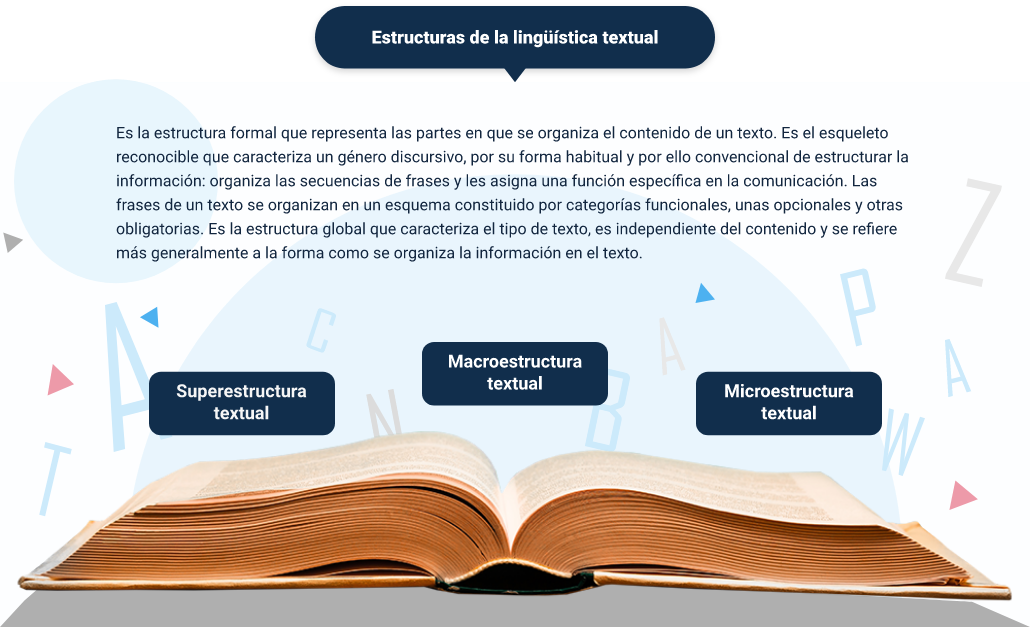 Estructuras de la lingüística textual
Es la estructura formal que representa las partes en que se organiza el contenido de un texto. Es el esqueleto
reconocible que caracteriza un género discursivo, por su forma habitual y por ello convencional de estructurar la
información: organiza las secuencias de frases y les asigna una función específica en la comunicación. Las
frases de un texto se organizan en un esquema constituido por categorías funcionales, unas opcionales y otras
obligatorias. Es la estructura global que caracteriza el tipo de texto, es independiente del contenido y se refiere
más generalmente a la forma como se organiza la información en el texto.
Z
P
A
C
A
A
Macroestructura
textual
Superestructura
textual
Microestructura
textual
N
B
T
W